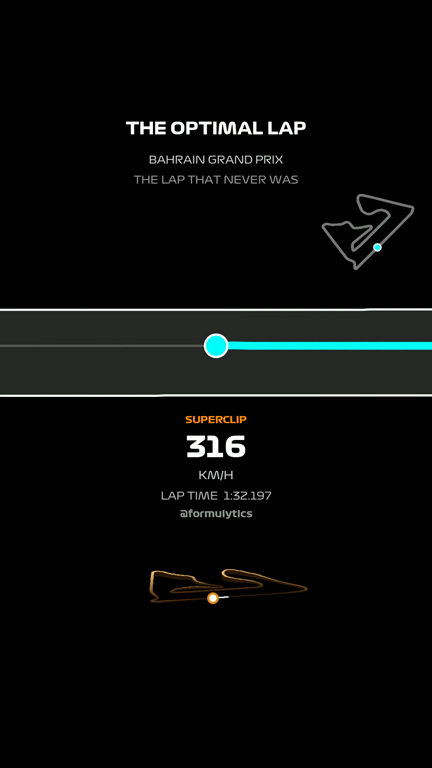 THE OPTIMAL LAP
BAHRAIN GRAND PRIX
THE LAP THAT NEVER WAS
SUPERCLIP
316
KM/H
LAP TIME 1:32.197
@formulytics